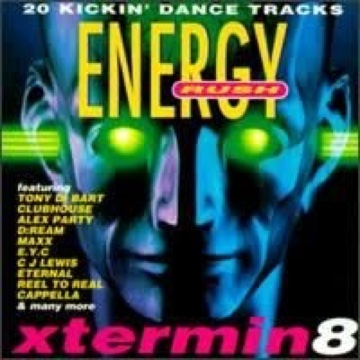 20 KICKIN' DANCE TRACKS
ENERGY
RUSH
featuring
TONY DI BART
CLUBHOUSE
ALEX PARTY
D:REAM
MAXX
E.Y.C
C J LEWIS
ETERNAL
REEL TO REAL
CAPPELLA
& many more
xtermin8